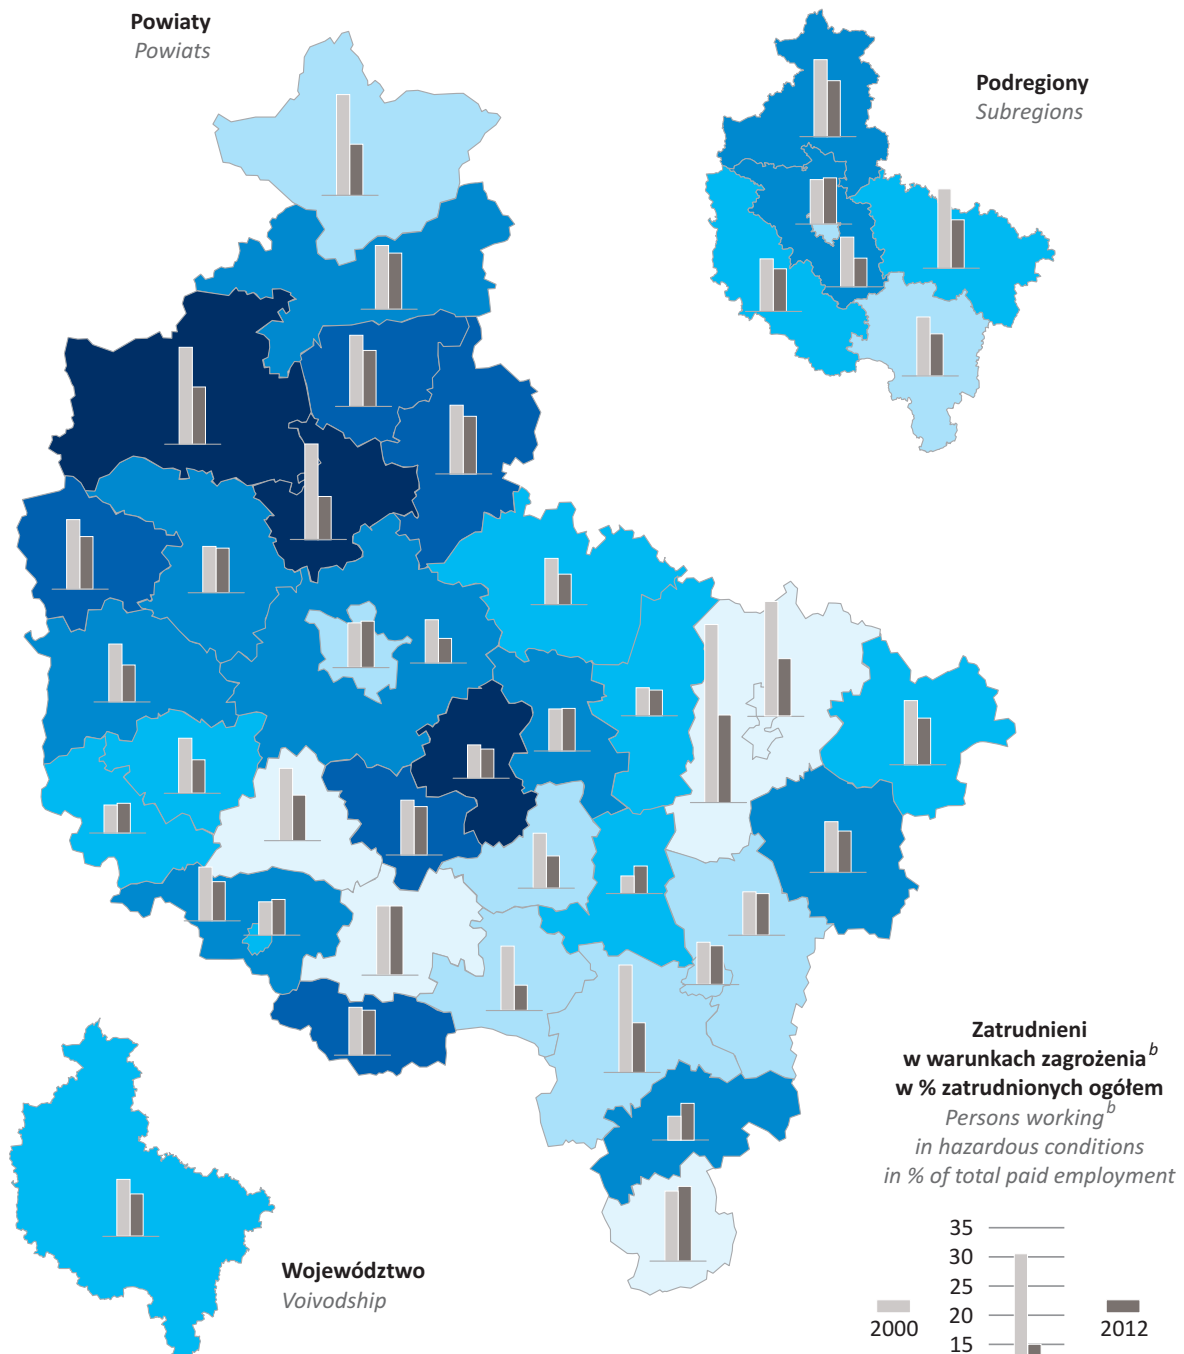 Powiaty
Powiats
Podregiony
Subregions
Zatrudnieni
w warunkach zagrożenia b
w % zatrudnionych ogółem
Persons working b
in hazardous conditions
in % of total paid employment
Województwo
Voivodship
35
30
25
20
15
2000
2012